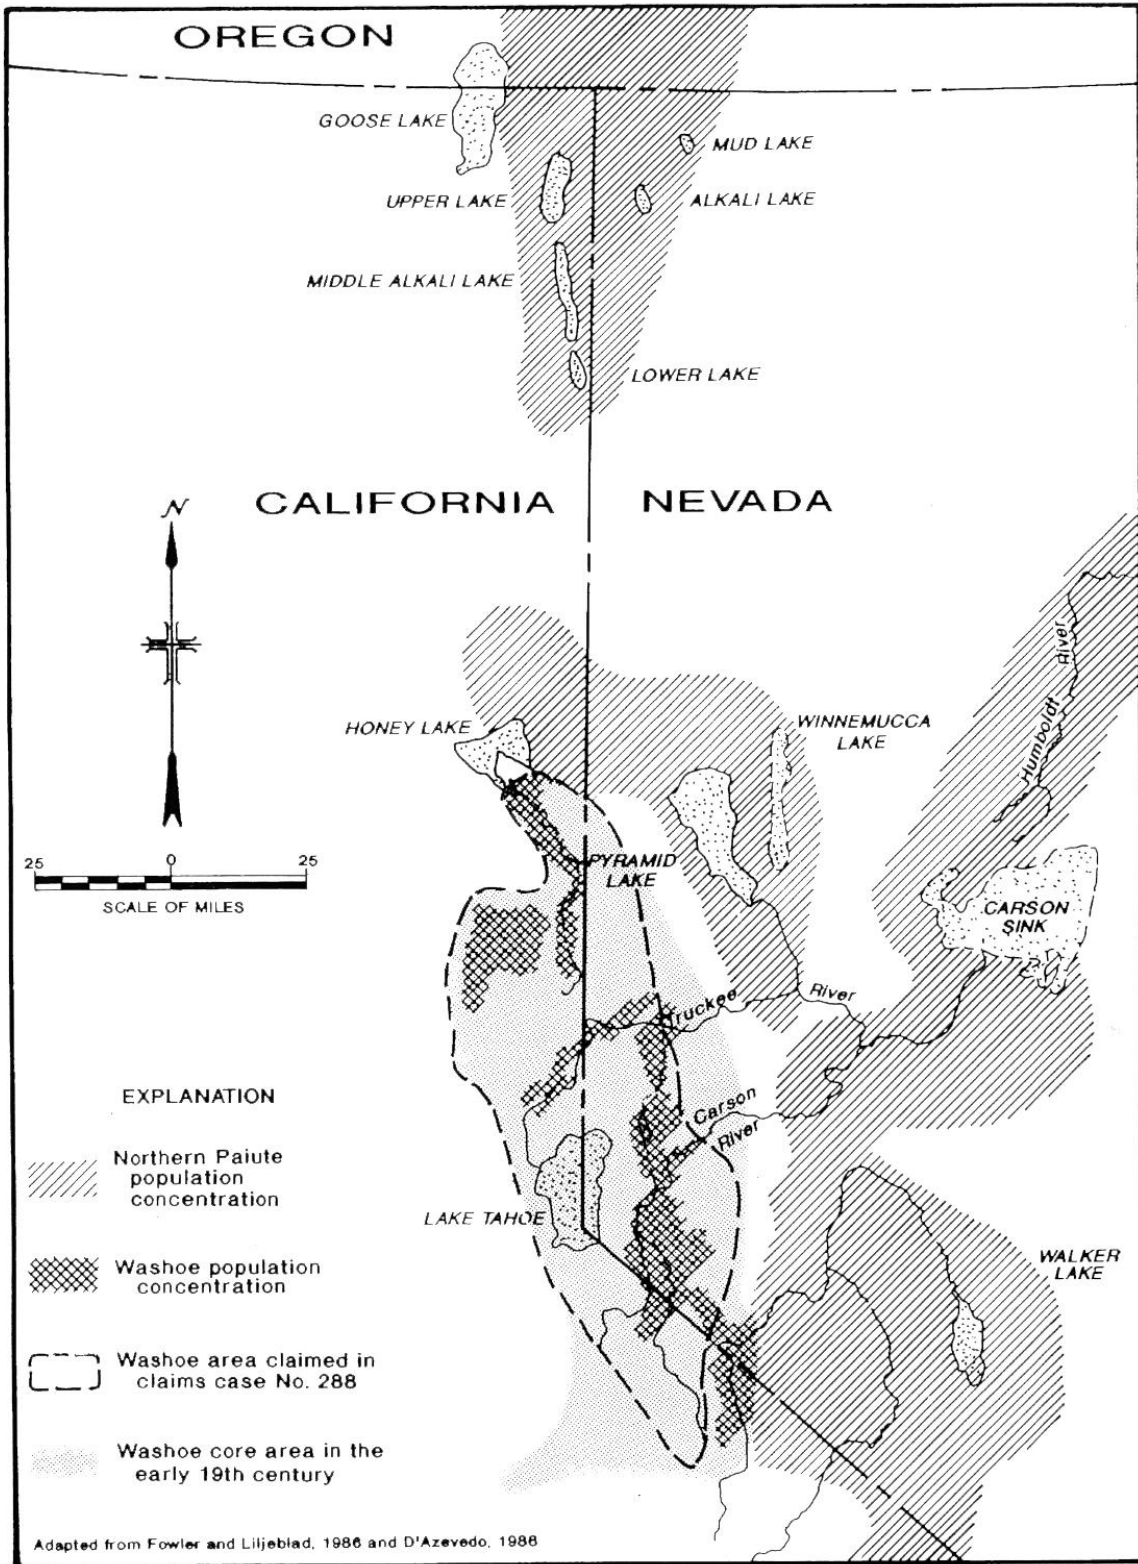 OREGON
GOOSE LAKE
MUD LAKE
UPPER LAKE
ALKALI LAKE
MIDDLE ALKALI LAKE
LOWER LAKE
CALIFORNIA
NEVADA
N
HONEY LAKE
WINNEMUCCA
LAKE
Humboldt River
25 0 25
SCALE OF MILES
PYRAMID
LAKE
CARSON
SINK
Truckee River
Carson
River
LAKE TAHOE
WALKER
LAKE
EXPLANATION
Northern Paiute
population
concentration
Washoe population
concentration
Washoe area claimed in
claims case No. 288
Washoe core area in the
early 19th century
Adapted from Fowler and Liljeblad, 1986 and D'Azevedo, 1986